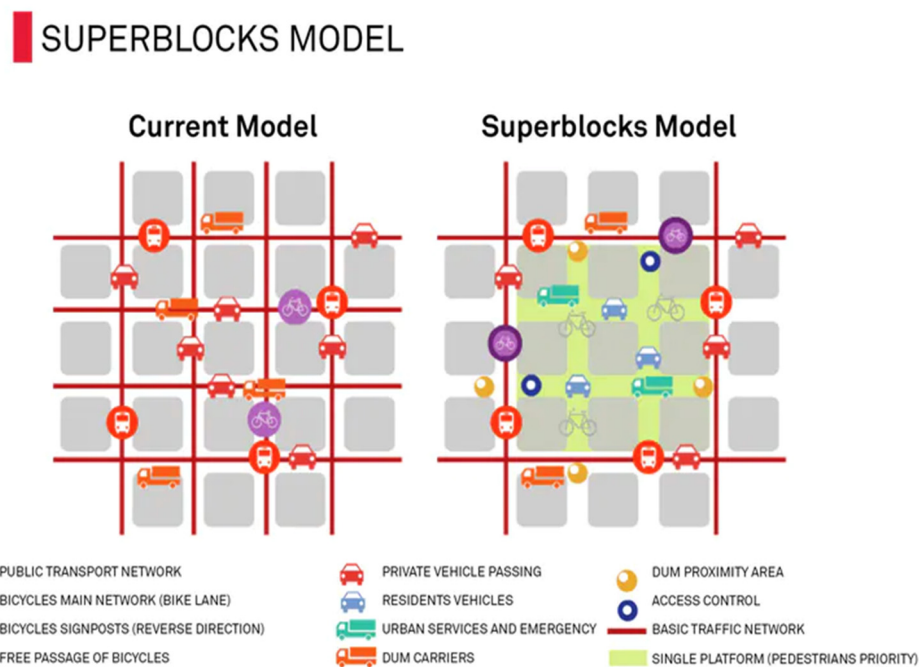 SUPERBLOCKS MODEL
Current Model
Superblocks Model
PUBLIC TRANSPORT NETWORK
BICYCLES MAIN NETWORK (BIKE LANE)
BICYCLES SIGNPOSTS (REVERSE DIRECTION)
FREE PASSAGE OF BICYCLES
PRIVATE VEHICLE PASSING
RESIDENTS VEHICLES
URBAN SERVICES AND EMERGENCY
DUM CARRIERS
DUM PROXIMITY AREA
ACCESS CONTROL
BASIC TRAFFIC NETWORK
SINGLE PLATFORM (PEDESTRIANS PRIORITY)